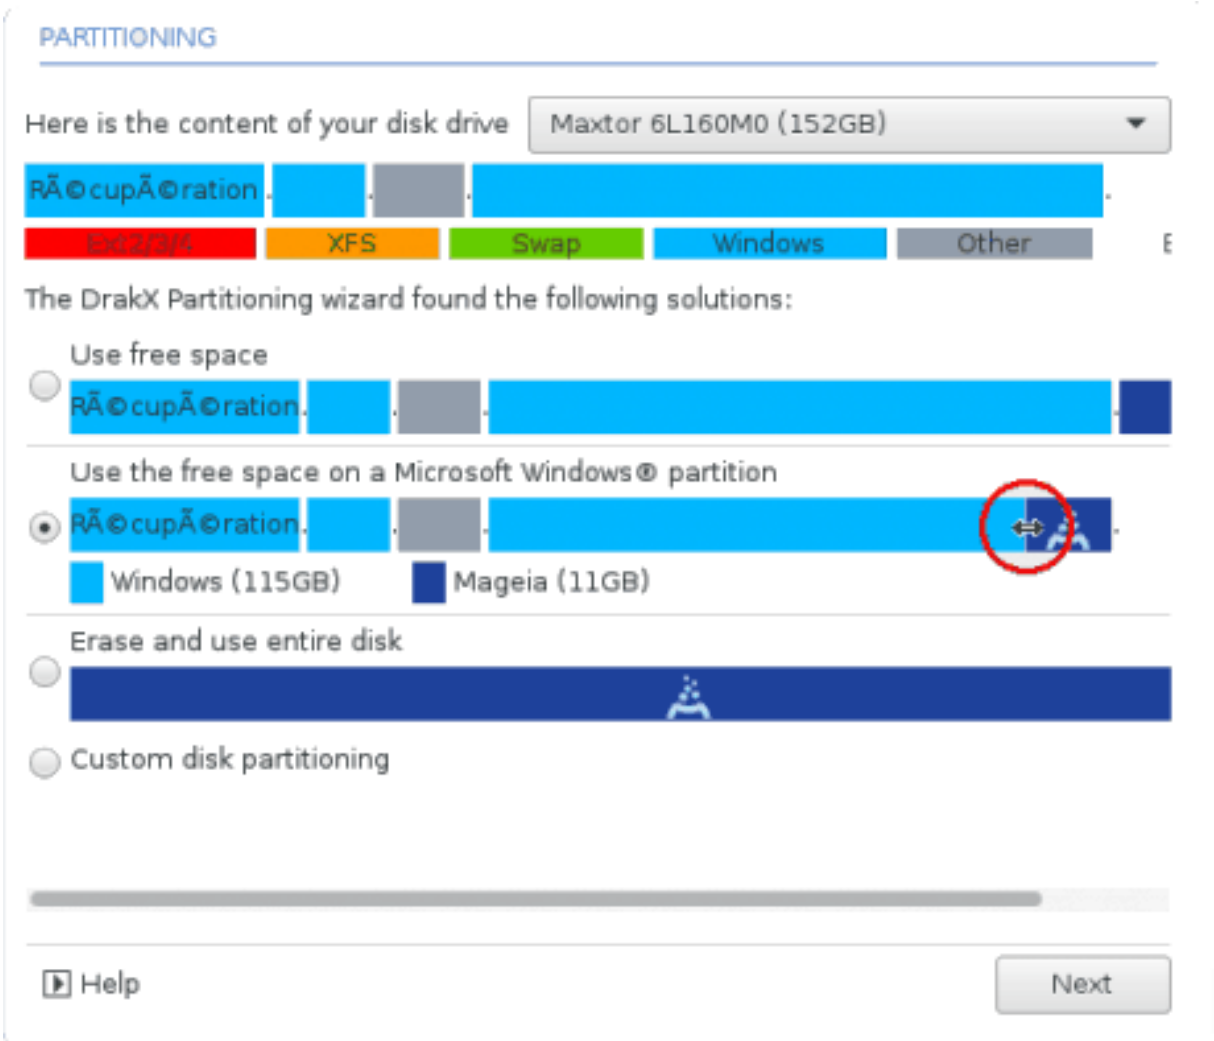 PARTITIONING
Here is the content of your disk drive Maxtor 6L160M0 (152GB)
RÃ©cupÃ©ration
Ext2/3/4 XFS Swap Windows Other E
The DrakX Partitioning wizard found the following solutions:
Use free space
RÃ©cupÃ©ration
Use the free space on a Microsoft Windows® partition
RÃ©cupÃ©ration
Windows (115GB) Mageia (11GB)
Erase and use entire disk
Custom disk partitioning
Help Next